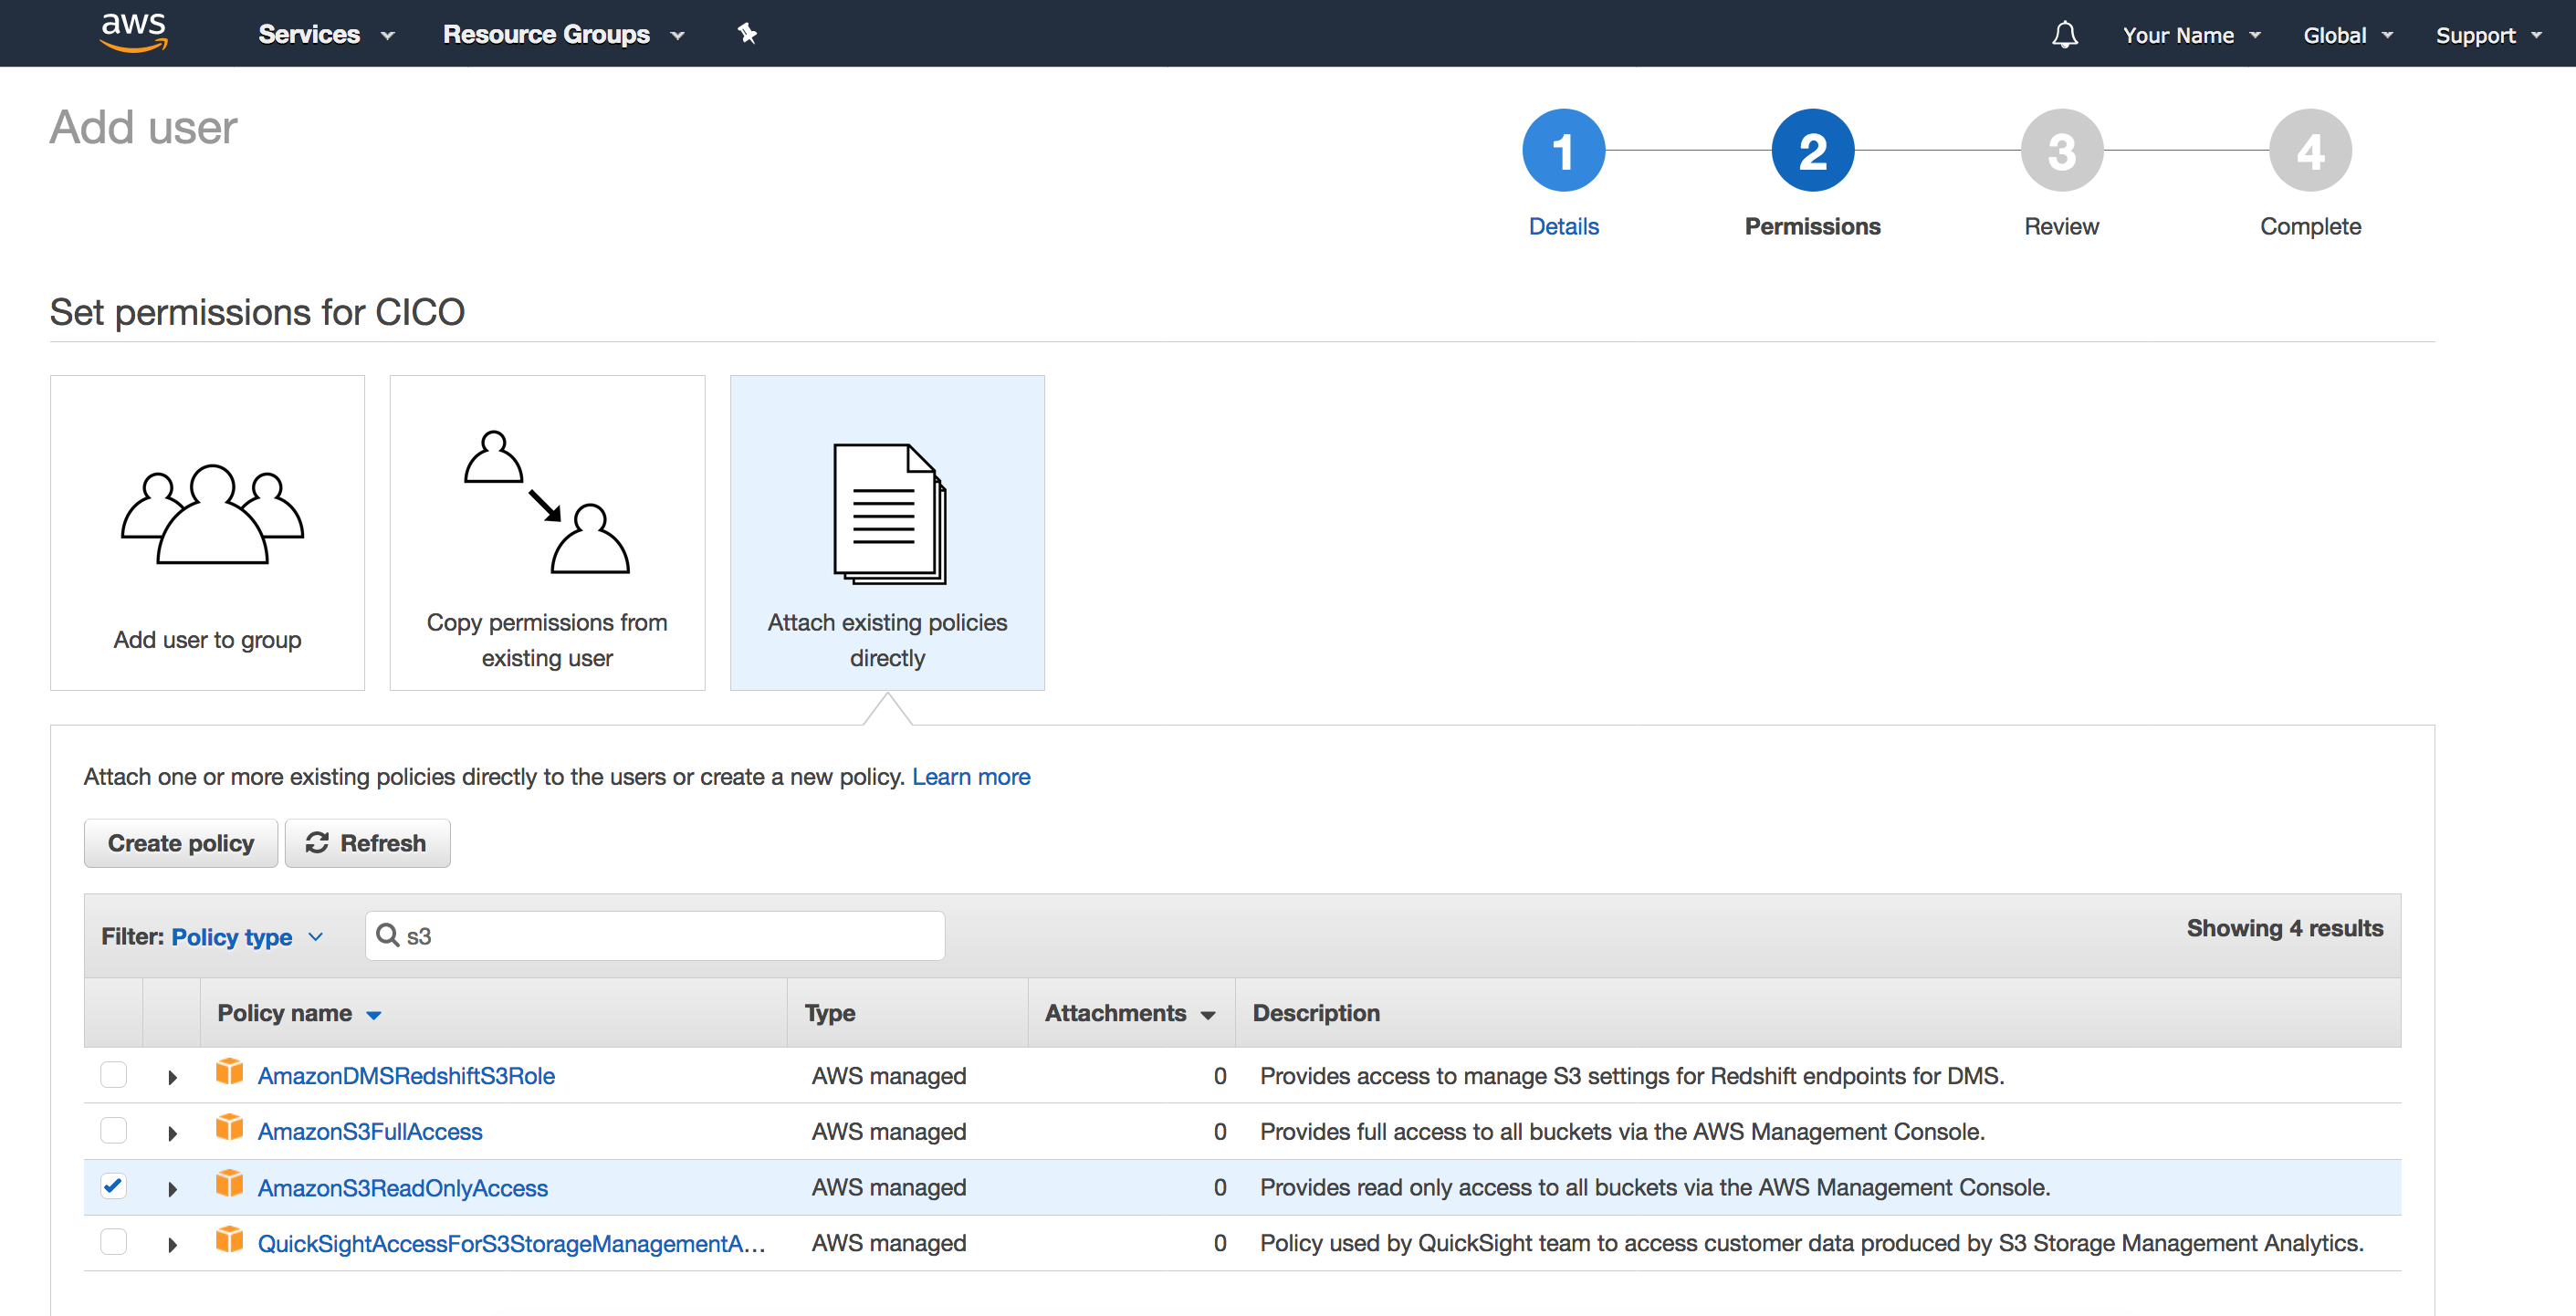 aws Services Resource Groups Your Name Global Support
Add user
1 2 3 4
Details Permissions Review Complete
Set permissions for CICO
Add user to group
Copy permissions from
existing user
Attach existing policies
directly
Attach one or more existing policies directly to the users or create a new policy. Learn more
Create policy Refresh
Filter: Policy type s3 Showing 4 results
Policy name Type Attachments Description
AmazonDMSRedshiftS3Role AWS managed 0 Provides access to manage S3 settings for Redshift endpoints for DMS.
AmazonS3FullAccess AWS managed 0 Provides full access to all buckets via the AWS Management Console.
AmazonS3ReadOnlyAccess AWS managed 0 Provides read only access to all buckets via the AWS Management Console.
QuickSightAccessForS3StorageManagementA... AWS managed 0 Policy used by QuickSight team to access customer data produced by S3 Storage Management Analytics.